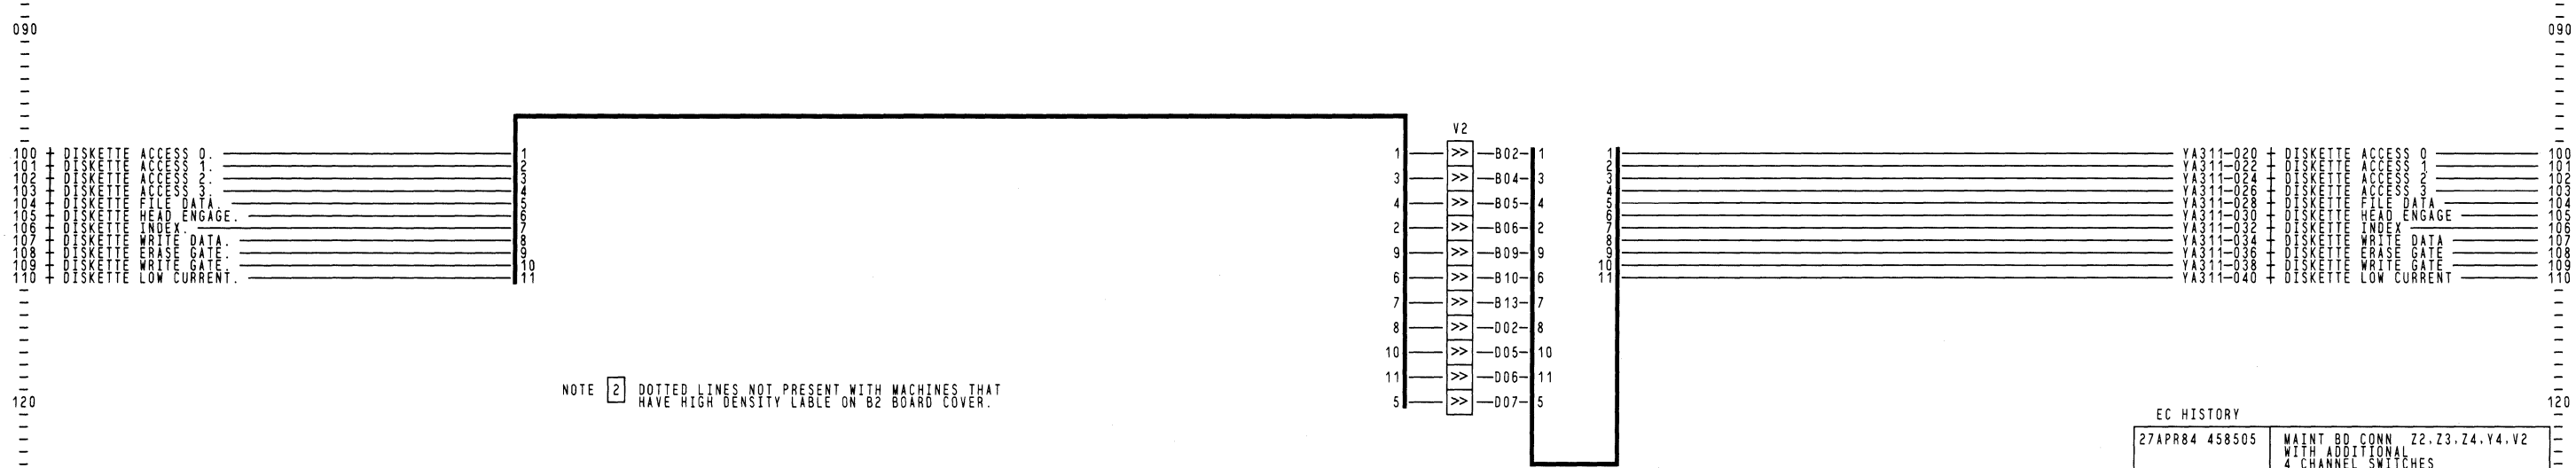 090 090
V2
100 + DISKETTE ACCESS 0. 1 1 >> B02 1 1 YA311-020 + DISKETTE ACCESS 0 100
101 + DISKETTE ACCESS 1. 2 2 YA311-022 + DISKETTE ACCESS 1 101
102 + DISKETTE ACCESS 2. 3 3 >> B04 3 3 YA311-024 + DISKETTE ACCESS 2 102
103 + DISKETTE ACCESS 3. 4 4 YA311-026 + DISKETTE ACCESS 3 103
104 + DISKETTE FILE DATA. 5 4 >> B05 4 5 YA311-028 + DISKETTE FILE DATA 104
105 + DISKETTE HEAD ENGAGE. 6 6 YA311-030 + DISKETTE HEAD ENGAGE 105
106 + DISKETTE INDEX. 7 2 >> B06 2 7 YA311-032 + DISKETTE INDEX 106
107 + DISKETTE WRITE DATA. 8 8 YA311-034 + DISKETTE WRITE DATA 107
108 + DISKETTE ERASE GATE. 9 9 >> B09 9 9 YA311-036 + DISKETTE ERASE GATE 108
109 + DISKETTE WRITE GATE. 10 10 YA311-038 + DISKETTE WRITE GATE 109
110 + DISKETTE LOW CURRENT. 11 6 >> B10 6 11 YA311-040 + DISKETTE LOW CURRENT 110
7 >> B13 7
8 >> D02 8
10 >> D05 10
11 >> D06 11
NOTE 2 DOTTED LINES NOT PRESENT WITH MACHINES THAT
HAVE HIGH DENSITY LABLE ON B2 BOARD COVER.
120 5 >> D07 5 120
EC HISTORY
27APR84 458505 MAINT BD CONN Z2,Z3,Z4,Y4,V2
WITH ADDITIONAL
4 CHANNEL SWITCHES